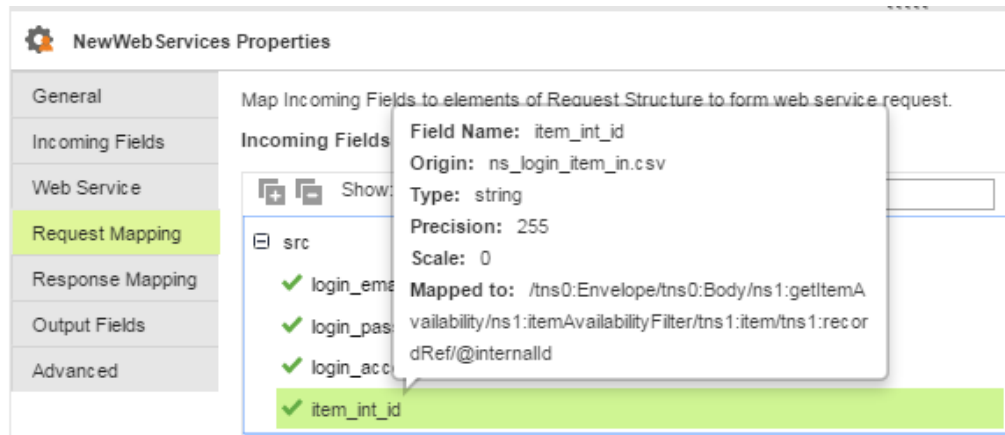 NewWebServices Properties
General
Incoming Fields
Web Service
Request Mapping
Response Mapping
Output Fields
Advanced
Map Incoming Fields to elements of Request Structure to form web service request.
Incoming Fields
Show:
src
login_ema
login_pas
login_acc
item_int_id
Field Name: item_int_id
Origin: ns_login_item_in.csv
Type: string
Precision: 255
Scale: 0
Mapped to: /tns0:Envelope/tns0:Body/ns1:getItemA
vailability/ns1:itemAvailabilityFilter/tns1:item/tns1:recor
dRef/@internalId